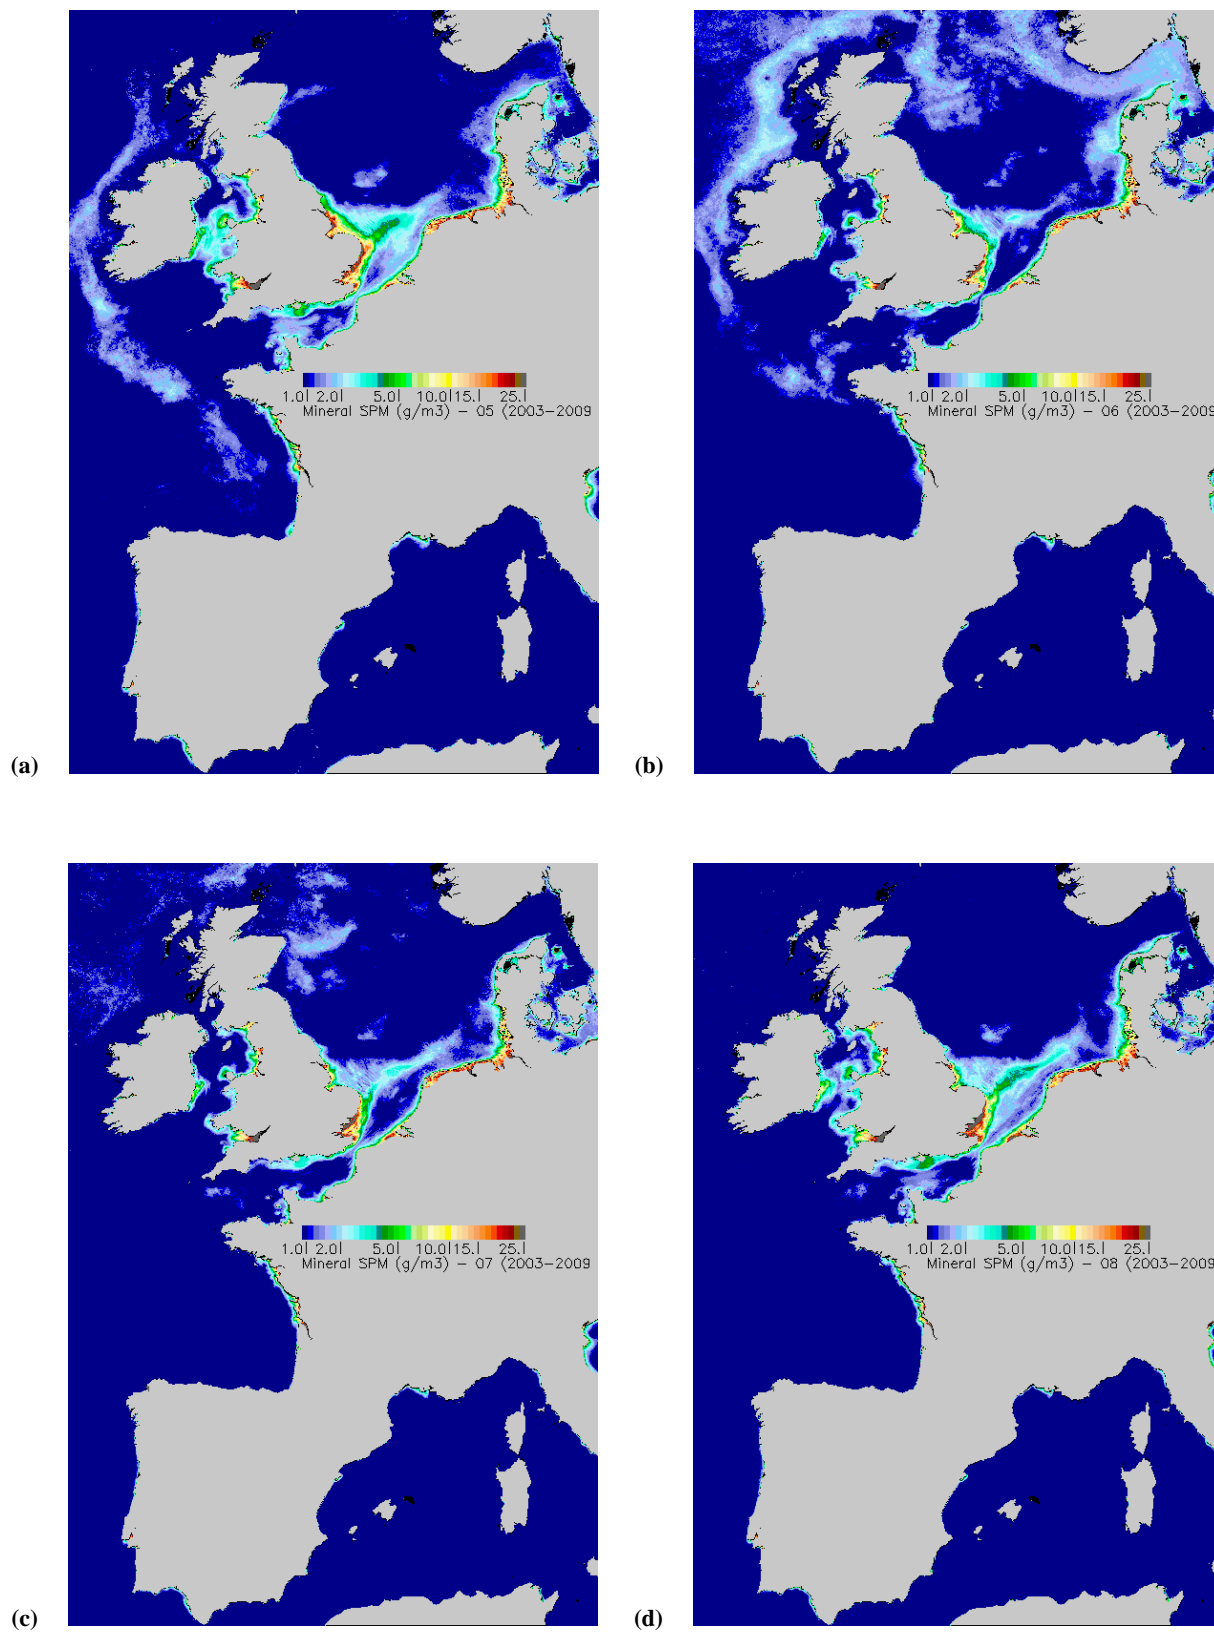 1.0| 2.0| 5.0| 10.0|15.| 25.|
Mineral SPM (g/m3) - 05 (2003-2009
(a)
1.0| 2.0| 5.0| 10.0|15.| 25.|
Mineral SPM (g/m3) - 06 (2003-2009
(b)
1.0| 2.0| 5.0| 10.0|15.| 25.|
Mineral SPM (g/m3) - 07 (2003-2009
(c)
1.0| 2.0| 5.0| 10.0|15.| 25.|
Mineral SPM (g/m3) - 08 (2003-2009
(d)